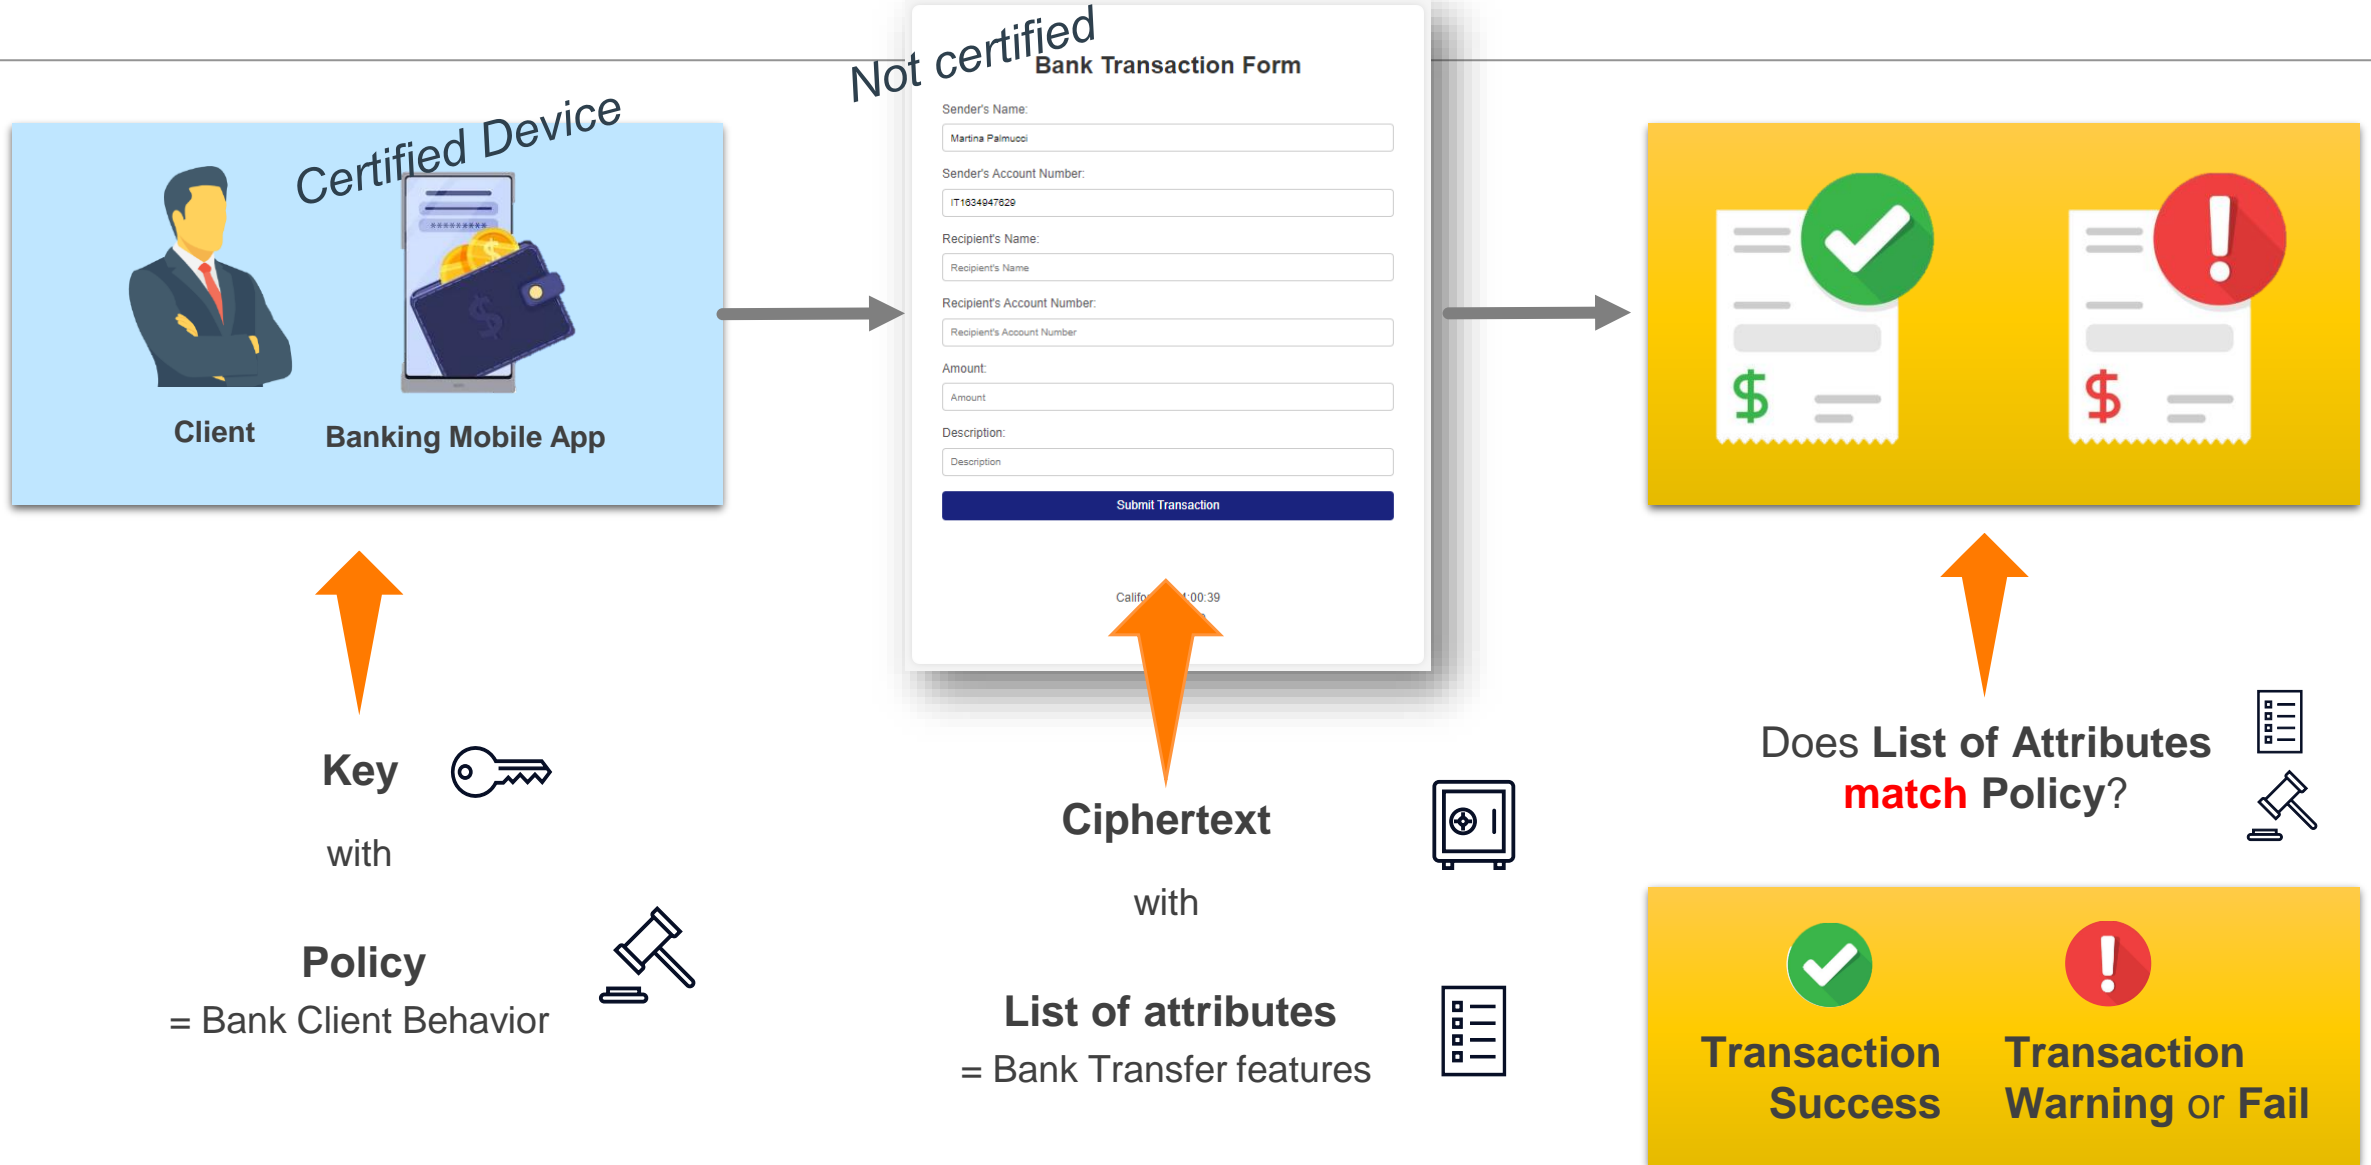 Certified Device
Client
Banking Mobile App
*********
Key
with
Policy
= Bank Client Behavior
Not certified
Bank Transaction Form
Sender's Name:
Martina Palmucci
Sender's Account Number:
IT1634947629
Recipient's Name:
Recipient's Name
Recipient's Account Number:
Recipient's Account Number
Amount:
Amount
Description:
Description
Submit Transaction
:00:39
Ciphertext
with
List of attributes
= Bank Transfer features
$
$
Does List of Attributes
match Policy?
Transaction
Success
Transaction
Warning or Fail